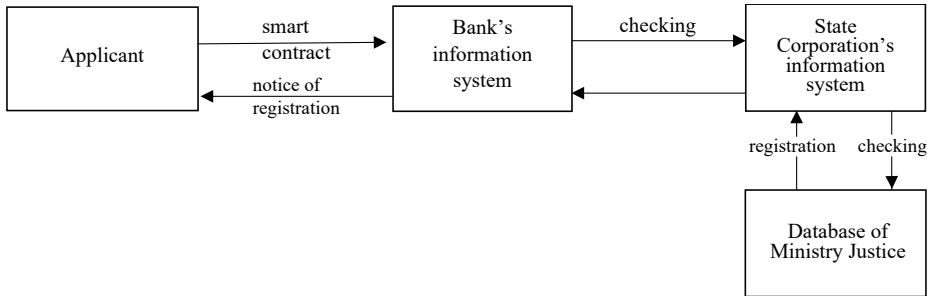 Applicant
smart
contract
notice of
registration
Bank's
information
system
checking
State
Corporation's
information
system
registration
checking
Database of
Ministry Justice